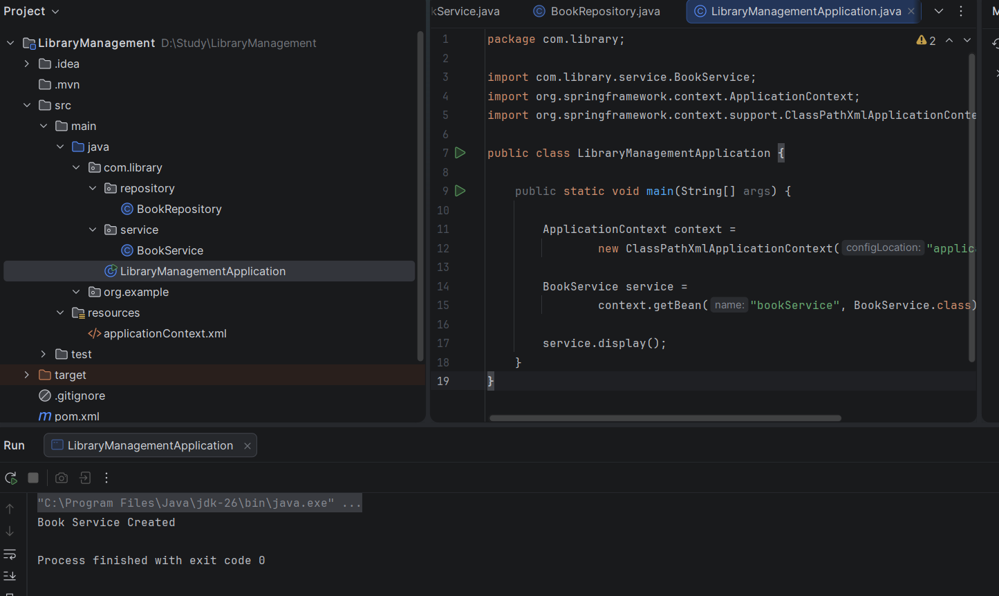 Project
LibraryManagement D:\Study\LibraryManagement
.idea
.mvn
src
main
java
com.library
repository
BookRepository
service
BookService
LibraryManagementApplication
org.example
resources
applicationContext.xml
test
target
.gitignore
pom.xml
kService.java BookRepository.java LibraryManagementApplication.java
2
1 package com.library;
2
3 import com.library.service.BookService;
4 import org.springframework.context.ApplicationContext;
5 import org.springframework.context.support.ClassPathXmlApplicationConte
6
7 public class LibraryManagementApplication {
8
9 public static void main(String[] args) {
10
11 ApplicationContext context =
12 new ClassPathXmlApplicationContext( configLocation: "applic
13
14 BookService service =
15 context.getBean( name: "bookService", BookService.class)
16
17 service.display();
18 }
19 }
M
Run LibraryManagementApplication
"C:\Program Files\Java\jdk-26\bin\java.exe" ...
Book Service Created
Process finished with exit code 0